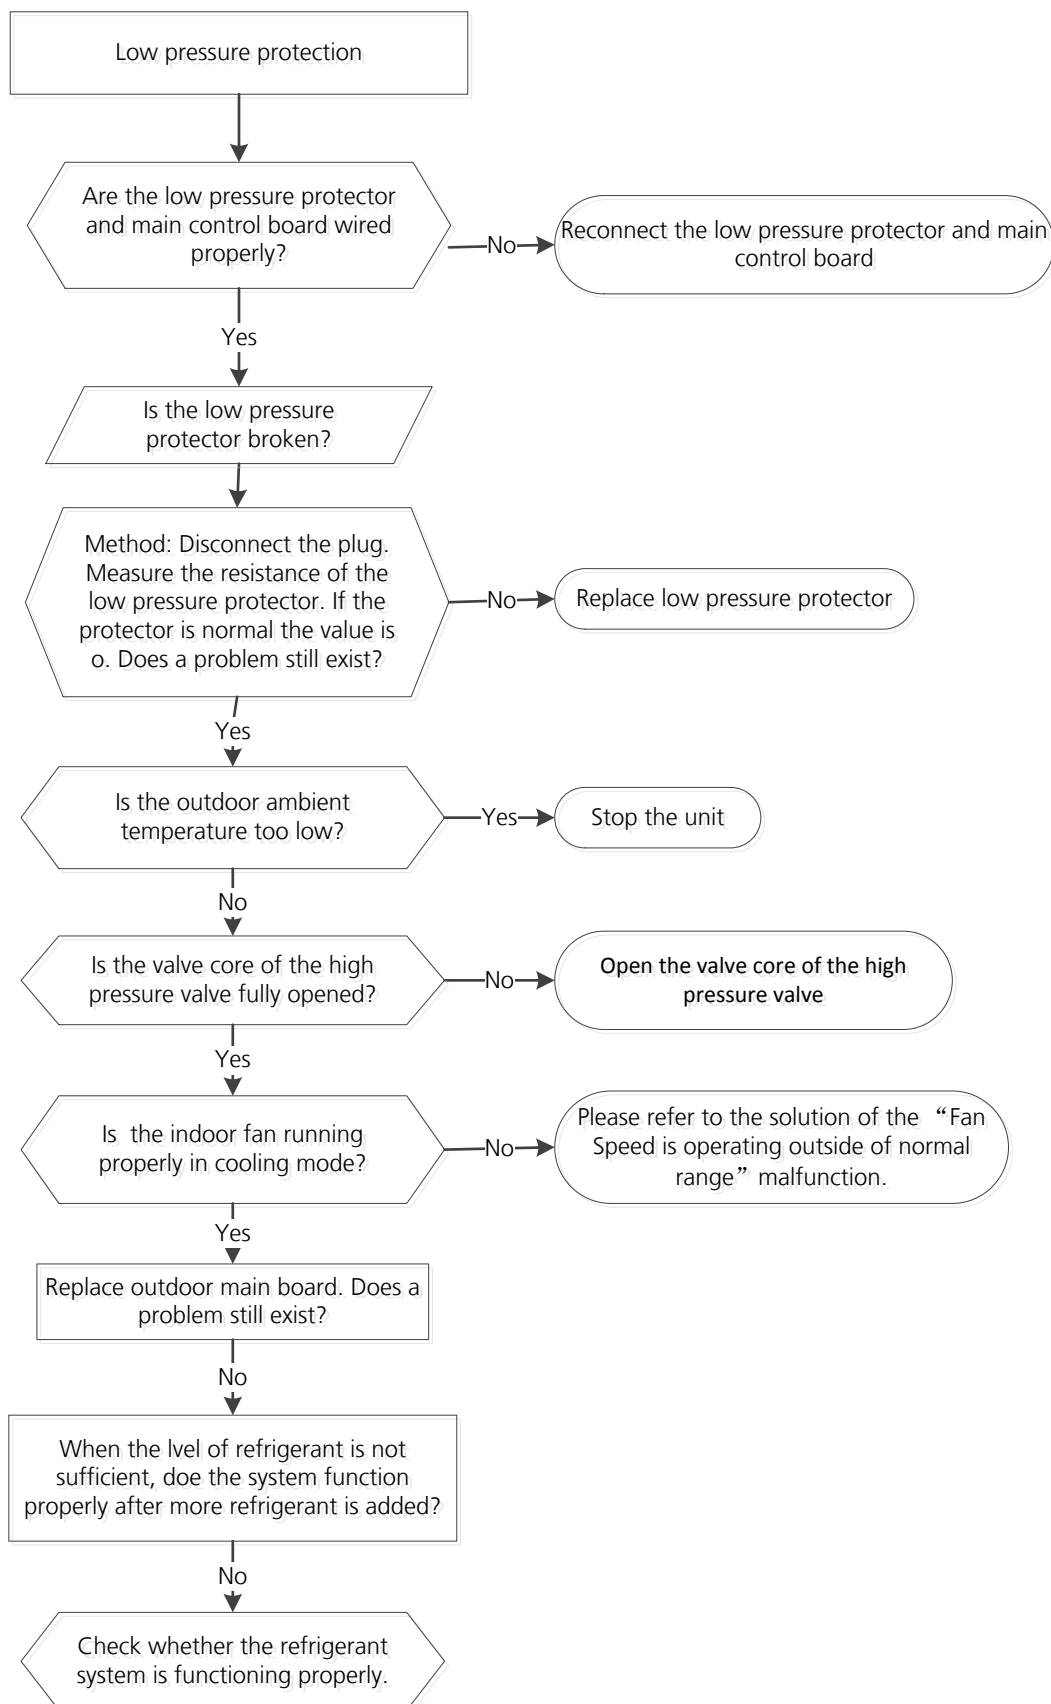 Low pressure protection
Are the low pressure protector
and main control board wired
properly?
No
Reconnect the low pressure protector and main
control board
Yes
Is the low pressure
protector broken?
Method: Disconnect the plug.
Measure the resistance of the
low pressure protector. If the
protector is normal the value is
o. Does a problem still exist?
No
Replace low pressure protector
Yes
Is the outdoor ambient
temperature too low?
Yes
Stop the unit
No
Is the valve core of the high
pressure valve fully opened?
No
Open the valve core of the high
pressure valve
Yes
Is  the indoor fan running
properly in cooling mode?
No
Please refer to the solution of the “Fan
Speed is operating outside of normal
range” malfunction.
Yes
Replace outdoor main board. Does a
problem still exist?
No
When the lvel of refrigerant is not
sufficient, doe the system function
properly after more refrigerant is added?
No
Check whether the refrigerant
system is functioning properly.